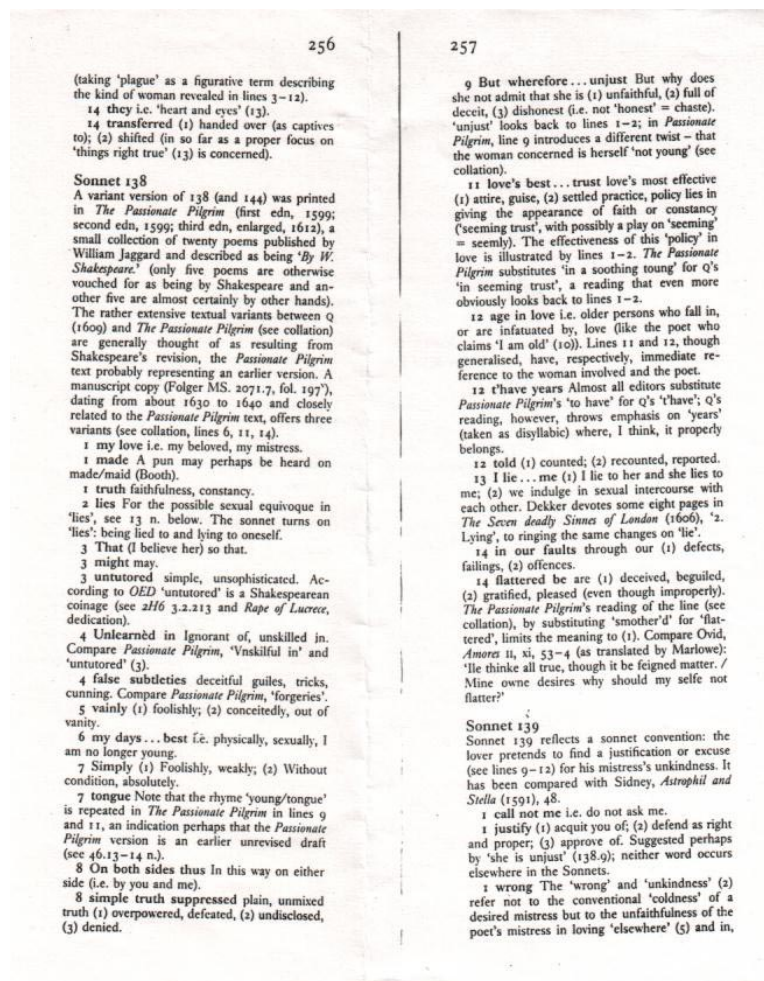 256
(taking 'plague' as a figurative term describing
the kind of woman revealed in lines 3–12).
14 they i.e. 'heart and eyes' (13).
14 transferred (1) handed over (as captives
to); (2) shifted (in so far as a proper focus on
'things right true' (13) is concerned).
Sonnet 138
A variant version of 138 (and 144) was printed
in The Passionate Pilgrim (first edn, 1599;
second edn, 1599; third edn, enlarged, 1612), a
small collection of twenty poems published by
William Jaggard and described as being 'By W.
Shakespeare.' (only five poems are otherwise
vouched for as being by Shakespeare and an-
other five are almost certainly by other hands).
The rather extensive textual variants between Q
(1609) and The Passionate Pilgrim (see collation)
are generally thought of as resulting from
Shakespeare's revision, the Passionate Pilgrim
text probably representing an earlier version. A
manuscript copy (Folger MS. 2071.7, fol. 197ᵛ),
dating from about 1630 to 1640 and closely
related to the Passionate Pilgrim text, offers three
variants (see collation, lines 6, 11, 14).
1 my love i.e. my beloved, my mistress.
1 made A pun may perhaps be heard on
made/maid (Booth).
1 truth faithfulness, constancy.
2 lies For the possible sexual equivoque in
'lies', see 13 n. below. The sonnet turns on
'lies': being lied to and lying to oneself.
3 That (I believe her) so that.
3 might may.
3 untutored simple, unsophisticated. Ac-
cording to OED 'untutored' is a Shakespearean
coinage (see 2H6 3.2.213 and Rape of Lucrece,
dedication).
4 Unlearnèd in Ignorant of, unskilled in.
Compare Passionate Pilgrim, 'Vnskilful in' and
'untutored' (3).
4 false subtleties deceitful guiles, tricks,
cunning. Compare Passionate Pilgrim, 'forgeries'.
5 vainly (1) foolishly; (2) conceitedly, out of
vanity.
6 my days . . . best i.e. physically, sexually, I
am no longer young.
7 Simply (1) Foolishly, weakly; (2) Without
condition, absolutely.
7 tongue Note that the rhyme 'young/tongue'
is repeated in The Passionate Pilgrim in lines 9
and 11, an indication perhaps that the Passionate
Pilgrim version is an earlier unrevised draft
(see 46.13–14 n.).
8 On both sides thus In this way on either
side (i.e. by you and me).
8 simple truth suppressed plain, unmixed
truth (1) overpowered, defeated, (2) undisclosed,
(3) denied.
257
9 But wherefore . . . unjust But why does
she not admit that she is (1) unfaithful, (2) full of
deceit, (3) dishonest (i.e. not 'honest' = chaste).
'unjust' looks back to lines 1–2; in Passionate
Pilgrim, line 9 introduces a different twist – that
the woman concerned is herself 'not young' (see
collation).
11 love's best . . . trust love's most effective
(1) attire, guise, (2) settled practice, policy lies in
giving the appearance of faith or constancy
('seeming trust', with possibly a play on 'seeming'
= seemly). The effectiveness of this 'policy' in
love is illustrated by lines 1–2. The Passionate
Pilgrim substitutes 'in a soothing toung' for Q's
'in seeming trust', a reading that even more
obviously looks back to lines 1–2.
12 age in love i.e. older persons who fall in,
or are infatuated by, love (like the poet who
claims 'I am old' (10)). Lines 11 and 12, though
generalised, have, respectively, immediate re-
ference to the woman involved and the poet.
12 t'have years Almost all editors substitute
Passionate Pilgrim's 'to have' for Q's 't'have'; Q's
reading, however, throws emphasis on 'years'
(taken as disyllabic) where, I think, it properly
belongs.
12 told (1) counted; (2) recounted, reported.
13 I lie . . . me (1) I lie to her and she lies to
me; (2) we indulge in sexual intercourse with
each other. Dekker devotes some eight pages in
The Seven deadly Sinnes of London (1606), '2.
Lying', to ringing the same changes on 'lie'.
14 in our faults through our (1) defects,
failings, (2) offences.
14 flattered be are (1) deceived, beguiled,
(2) gratified, pleased (even though improperly).
The Passionate Pilgrim's reading of the line (see
collation), by substituting 'smother'd' for 'flat-
tered', limits the meaning to (1). Compare Ovid,
Amores II, xi, 53–4 (as translated by Marlowe):
'Ile thinke all true, though it be feigned matter. /
Mine owne desires why should my selfe not
flatter?'
Sonnet 139
Sonnet 139 reflects a sonnet convention: the
lover pretends to find a justification or excuse
(see lines 9–12) for his mistress's unkindness. It
has been compared with Sidney, Astrophil and
Stella (1591), 48.
1 call not me i.e. do not ask me.
1 justify (1) acquit you of; (2) defend as right
and proper; (3) approve of. Suggested perhaps
by 'she is unjust' (138.9); neither word occurs
elsewhere in the Sonnets.
1 wrong The 'wrong' and 'unkindness' (2)
refer not to the conventional 'coldness' of a
desired mistress but to the unfaithfulness of the
poet's mistress in loving 'elsewhere' (5) and in,